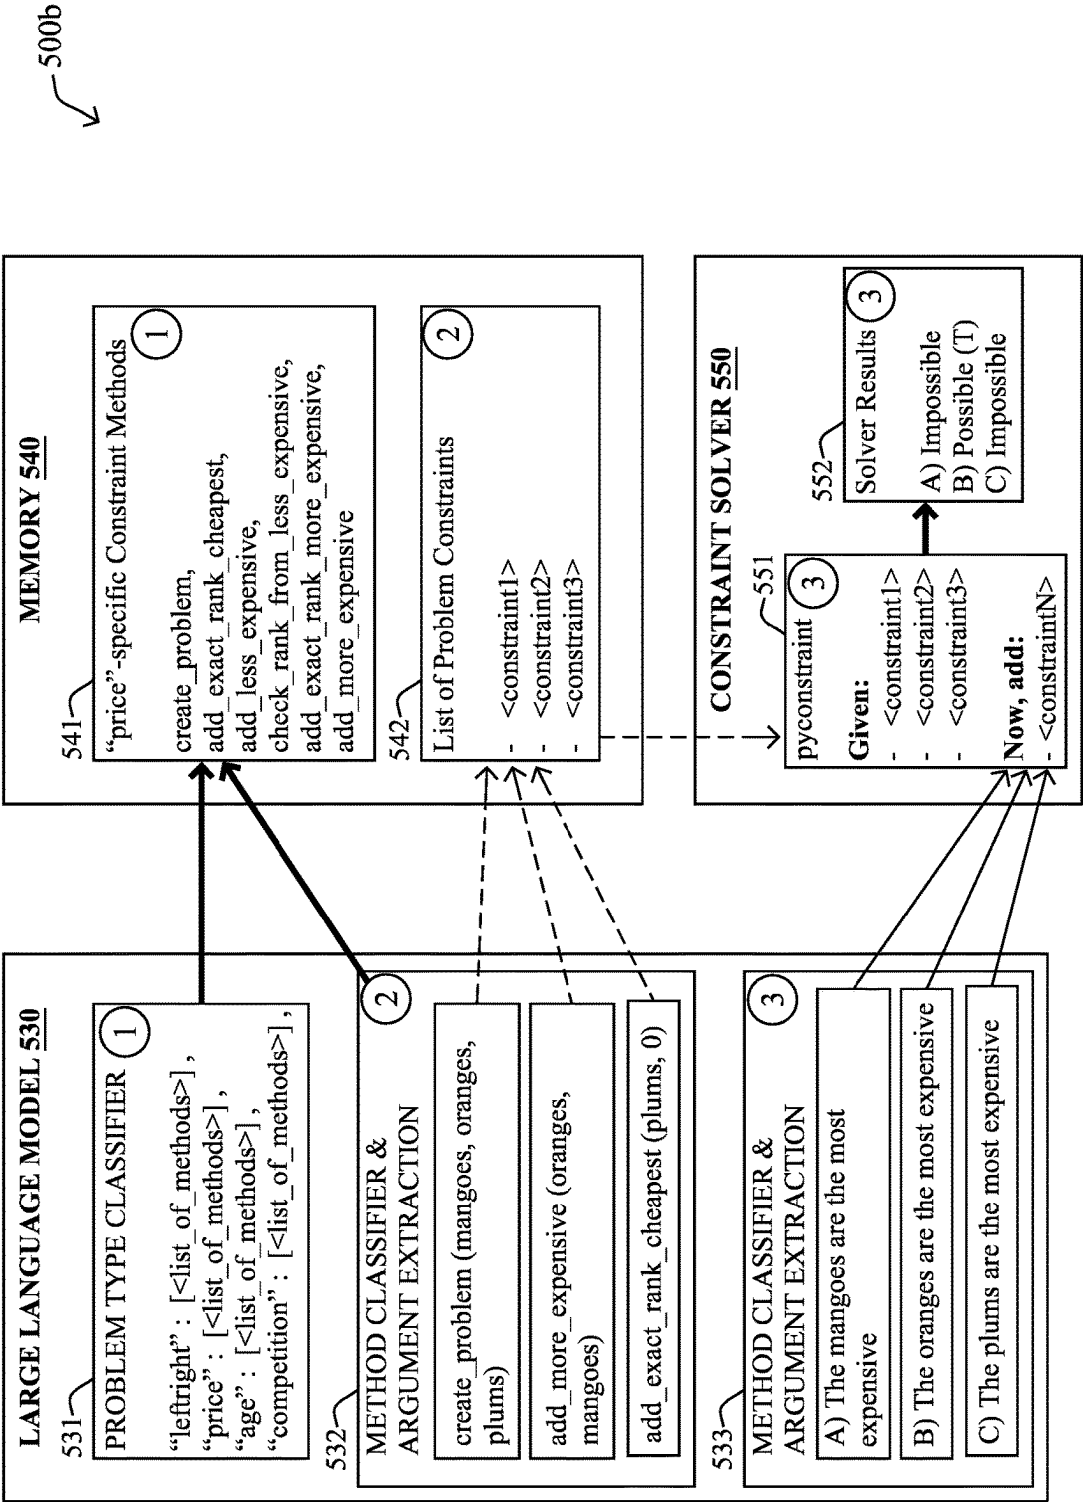 500b
LARGE LANGUAGE MODEL 530
531
PROBLEM TYPE CLASSIFIER
1
“leftright” : [<list_of_methods>] ,
“price” : [<list_of_methods>] ,
“age” : [<list_of_methods>] ,
“competition” : [<list_of_methods>] ,
532
METHOD CLASSIFIER &
ARGUMENT EXTRACTION
2
create_problem (mangoes, oranges,
plums)
add_more_expensive (oranges,
mangoes)
add_exact_rank_cheapest (plums, 0)
533
METHOD CLASSIFIER &
ARGUMENT EXTRACTION
3
A) The mangoes are the most
expensive
B) The oranges are the most expensive
C) The plums are the most expensive
MEMORY 540
541
“price”-specific Constraint Methods
1
create_problem,
add_exact_rank_cheapest,
add_less_expensive,
check_rank_from_less_expensive,
add_exact_rank_more_expensive,
add_more_expensive
542
List of Problem Constraints
2
- <constraint1>
- <constraint2>
- <constraint3>
CONSTRAINT SOLVER 550
551
pyconstraint
3
Given:
- <constraint1>
- <constraint2>
- <constraint3>
Now, add:
- <constraintN>
552
Solver Results
3
A) Impossible
B) Possible (T)
C) Impossible